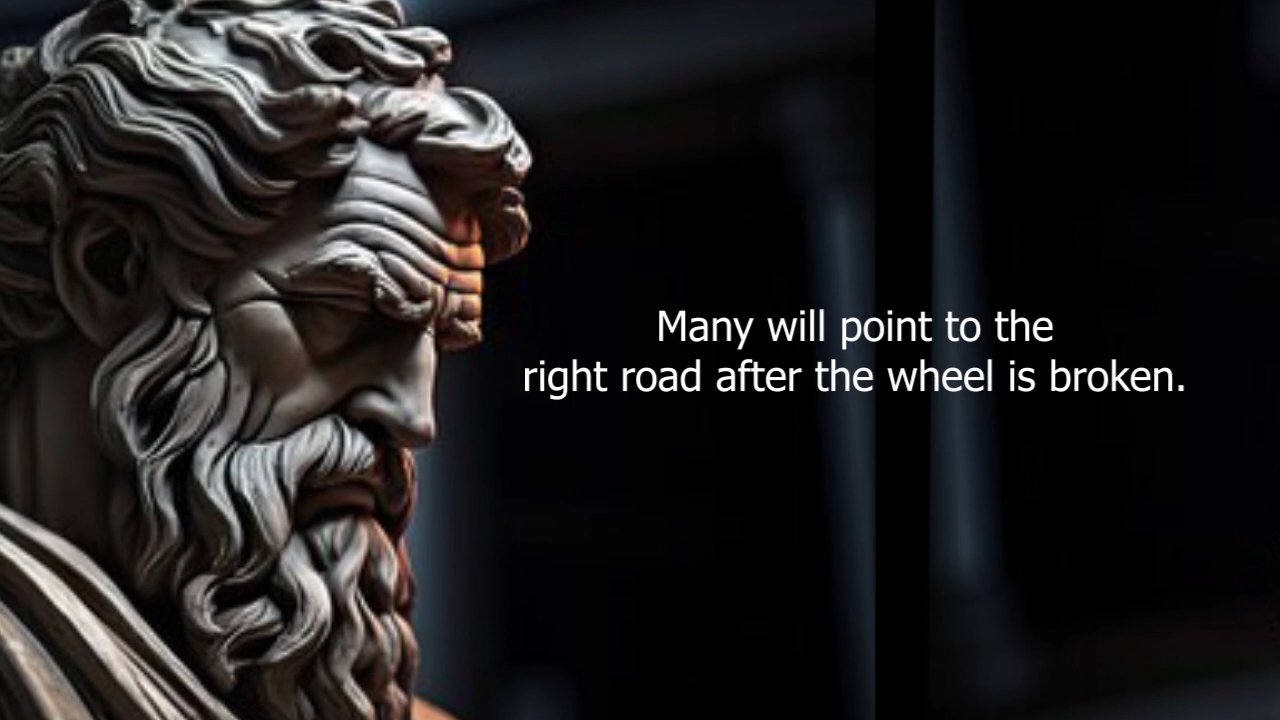 Many will point to the
right road after the wheel is broken.